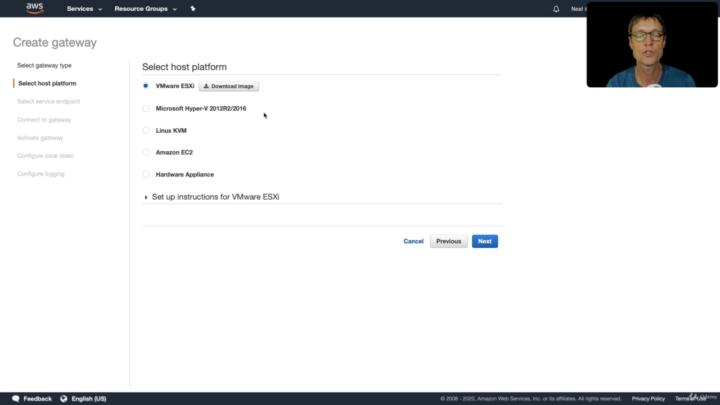 aws
Services
Resource Groups
Neal
Create gateway
Select gateway type
Select host platform
Select service endpoint
Connect to gateway
Activate gateway
Configure local disks
Configure logging
Select host platform
VMware ESXi
Download image
Microsoft Hyper-V 2012R2/2016
Linux KVM
Amazon EC2
Hardware Appliance
Set up instructions for VMware ESXi
Cancel
Previous
Next
Feedback
English (US)
© 2008 - 2020, Amazon Web Services, Inc. or its affiliates. All rights reserved.
Privacy Policy
Terms of Use
Udemy